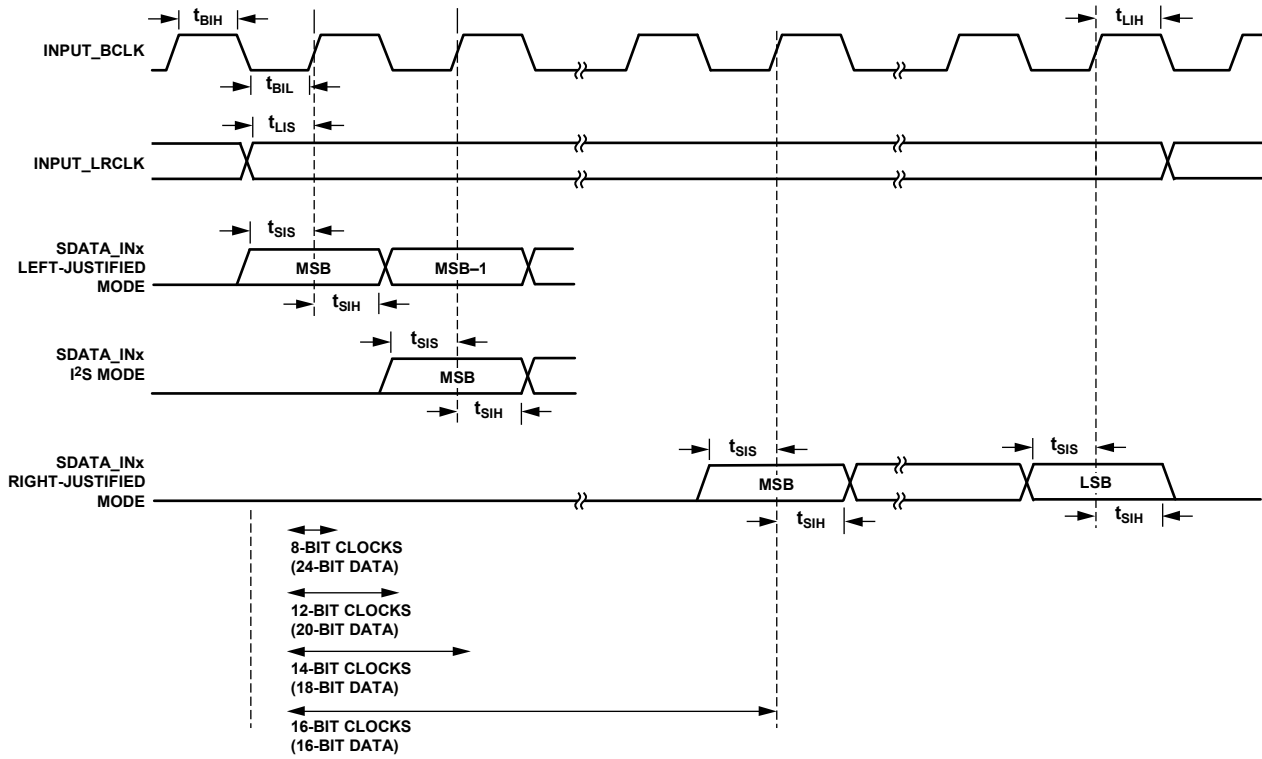 tBIH
tLIH
INPUT_BCLK
tBIL
tLIS
INPUT_LRCLK
tSIS
SDATA_INx
LEFT-JUSTIFIED
MODE
MSB
MSB–1
tSIH
tSIS
SDATA_INx
I2S MODE
MSB
tSIH
tSIS
tSIS
SDATA_INx
RIGHT-JUSTIFIED
MODE
MSB
LSB
tSIH
tSIH
8-BIT CLOCKS
(24-BIT DATA)
12-BIT CLOCKS
(20-BIT DATA)
14-BIT CLOCKS
(18-BIT DATA)
16-BIT CLOCKS
(16-BIT DATA)